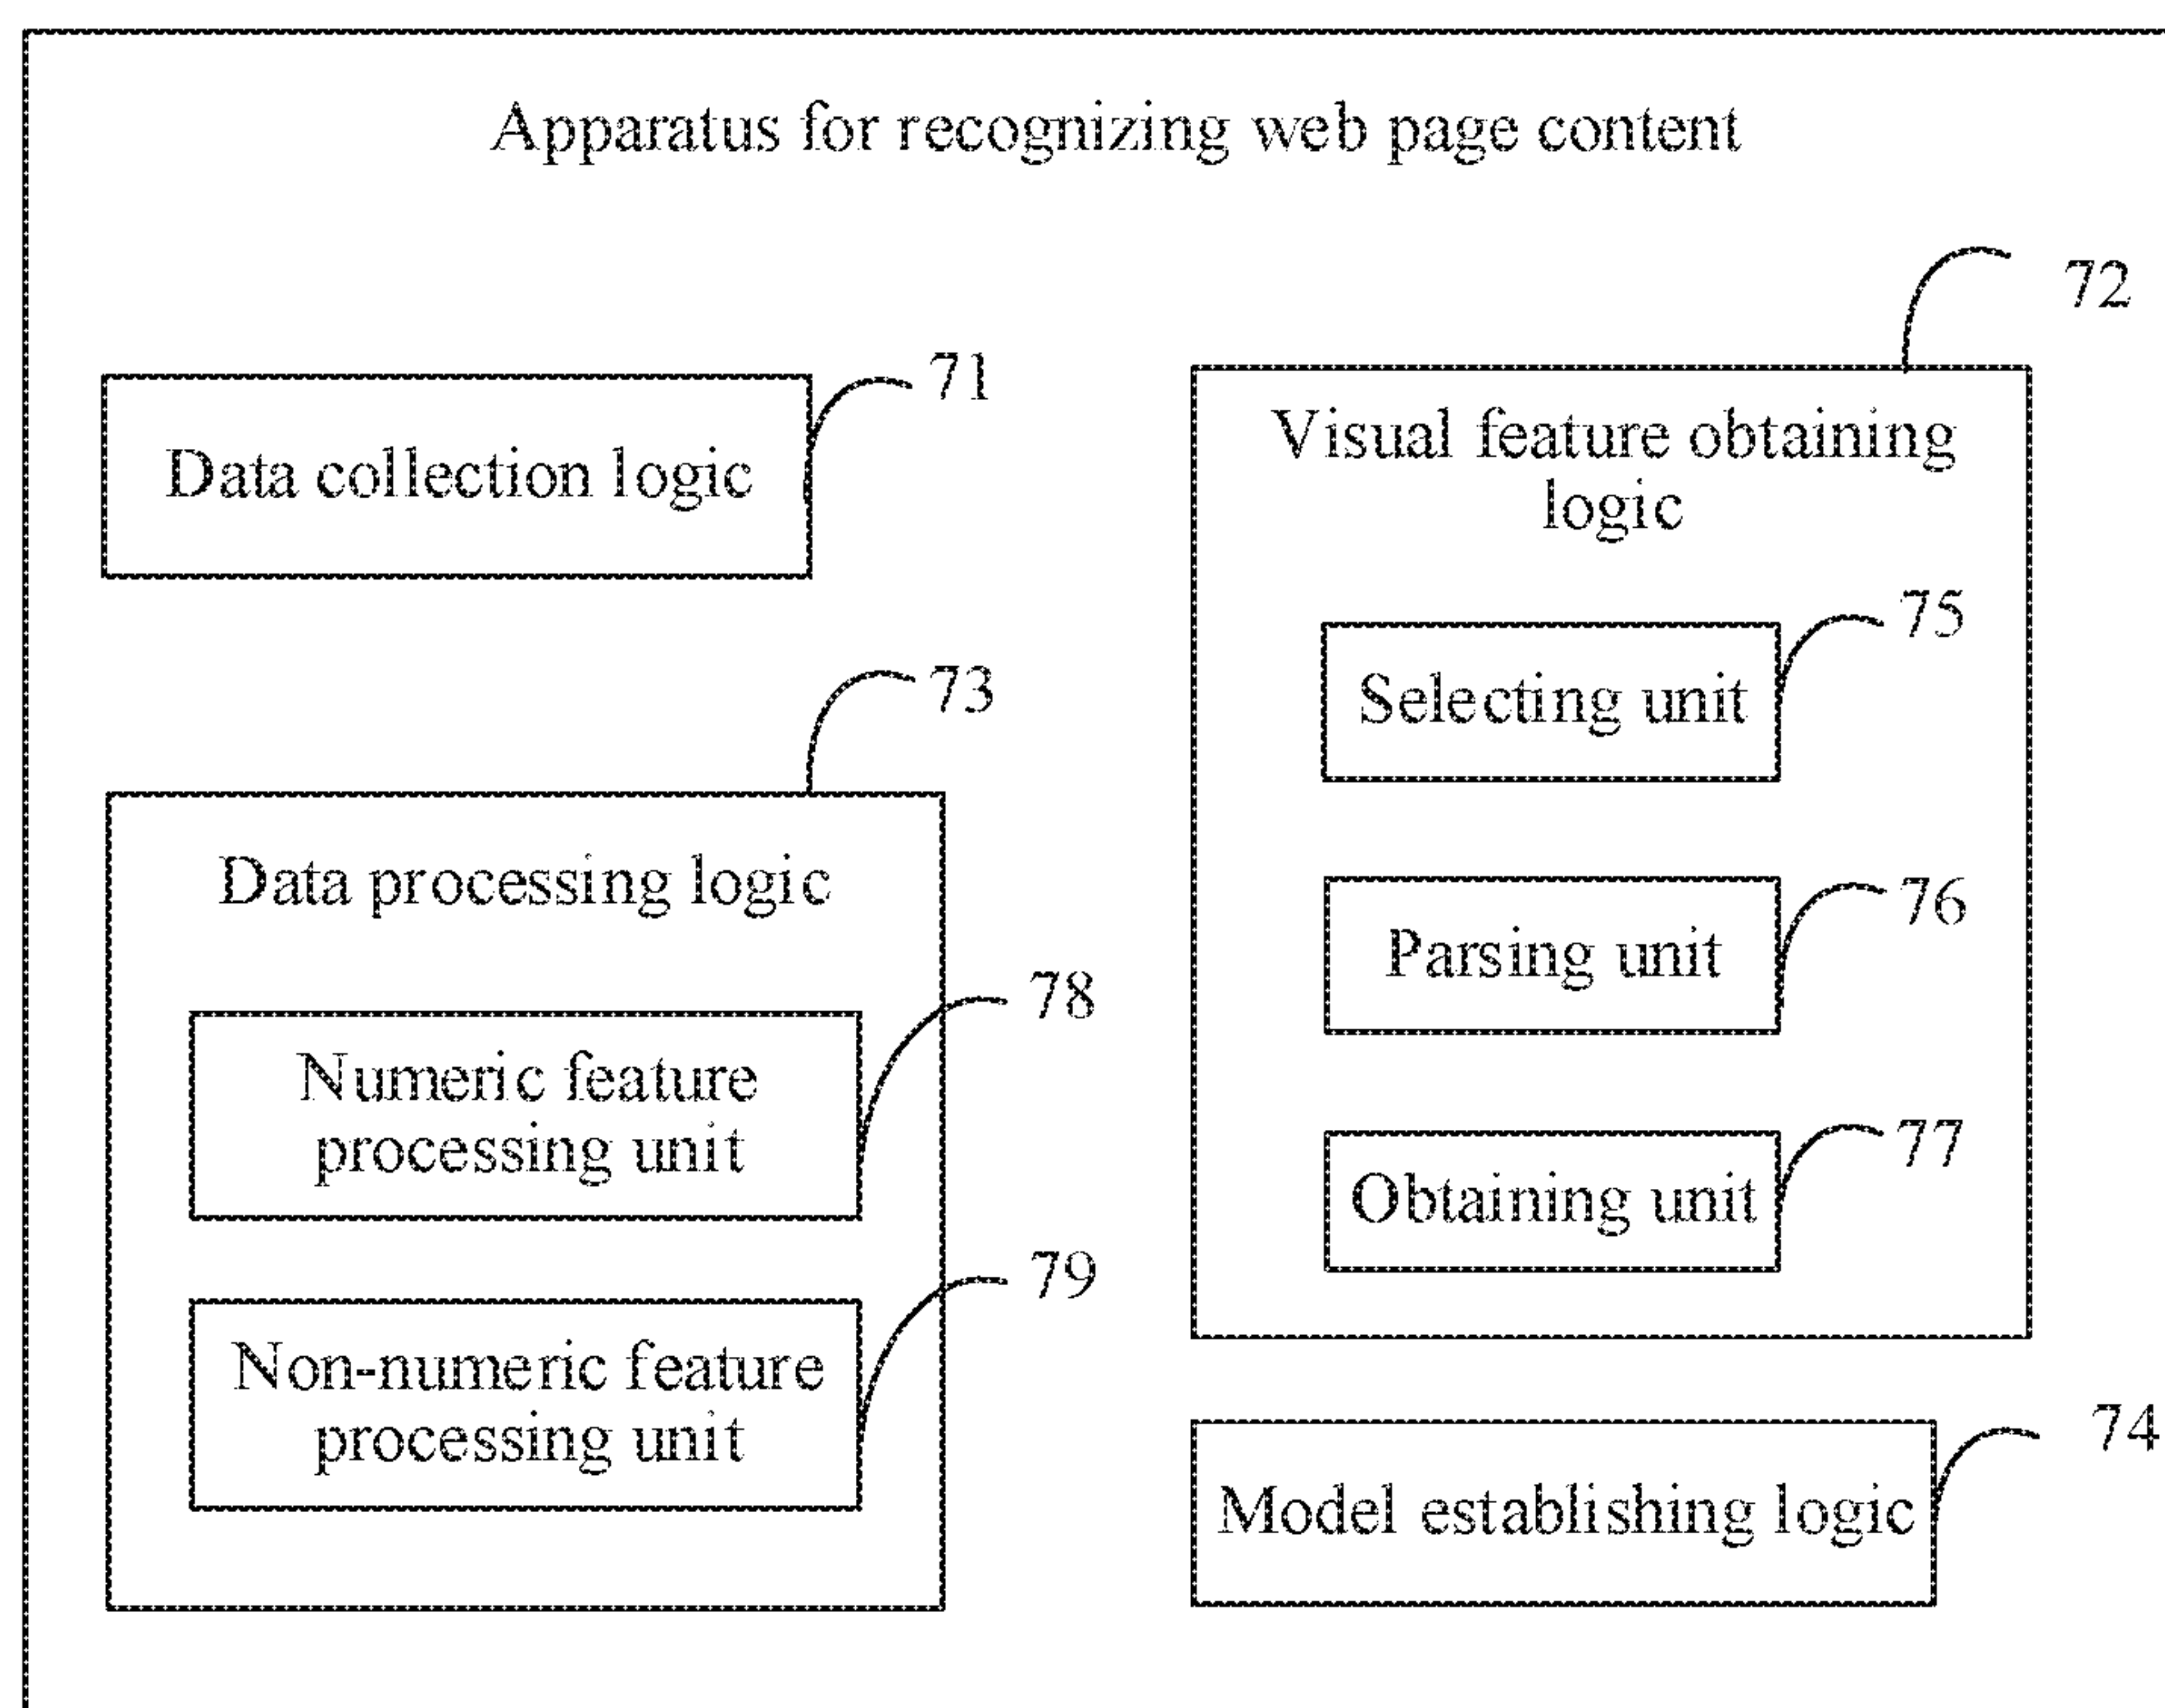 Apparatus for recognizing web page content
72
71
Data collection logic
Visual feature obtaining
logic
75
Selecting unit
73
Data processing logic
76
Parsing unit
78
Numeric feature
processing unit
77
Obtaining unit
79
Non-numeric feature
processing unit
74
Model establishing logic